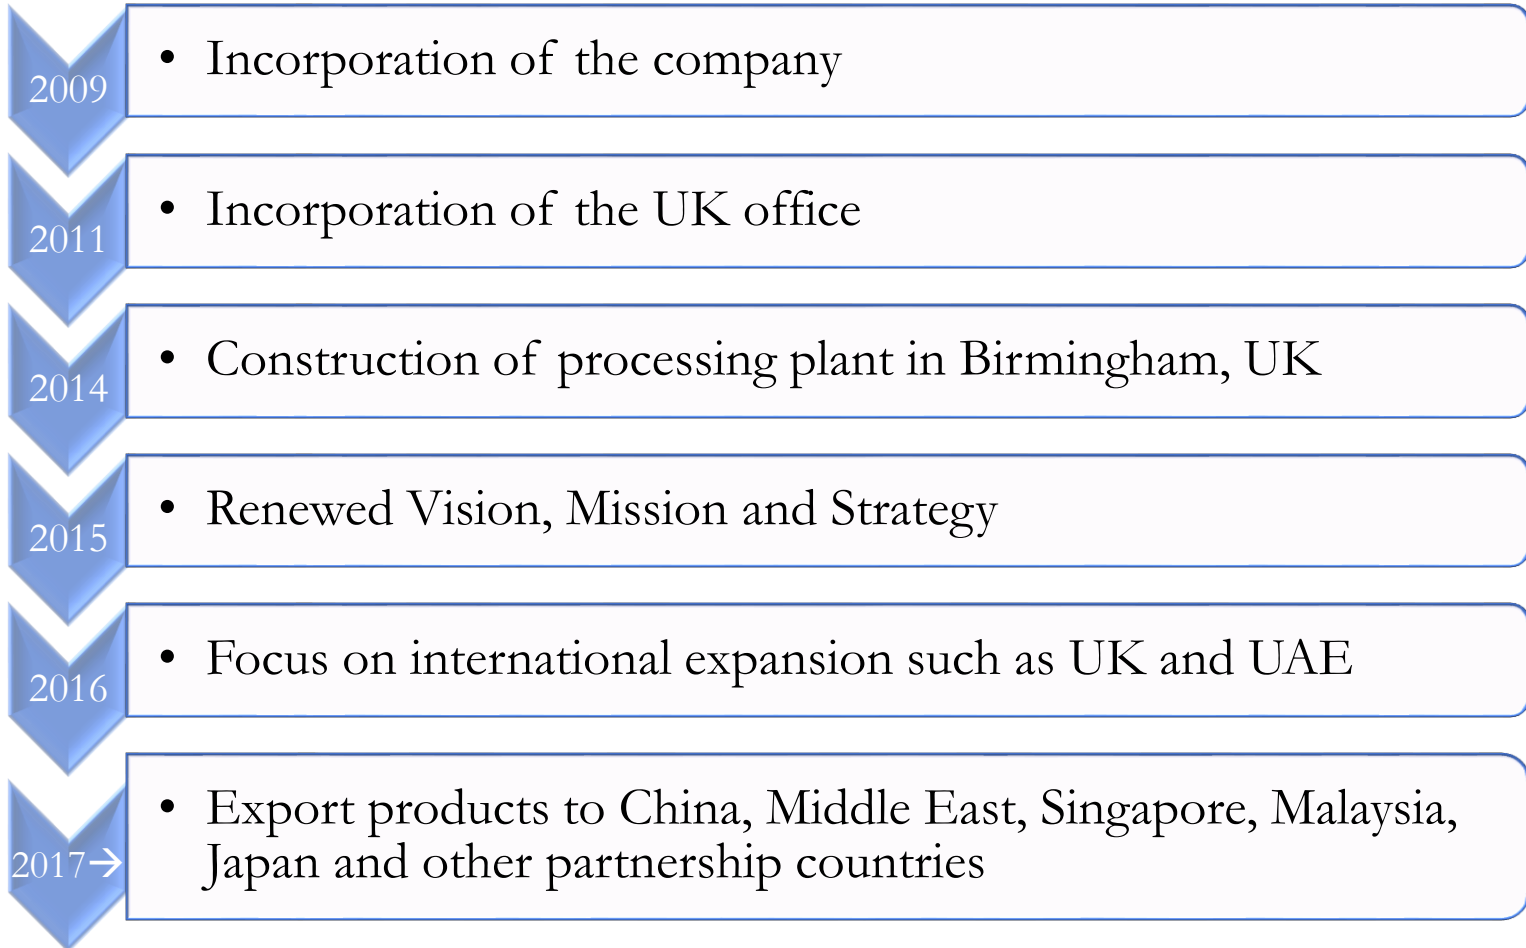 2009
• Incorporation of the company
2011
• Incorporation of the UK office
2014
• Construction of processing plant in Birmingham, UK
2015
• Renewed Vision, Mission and Strategy
2016
• Focus on international expansion such as UK and UAE
2017→
• Export products to China, Middle East, Singapore, Malaysia,
Japan and other partnership countries